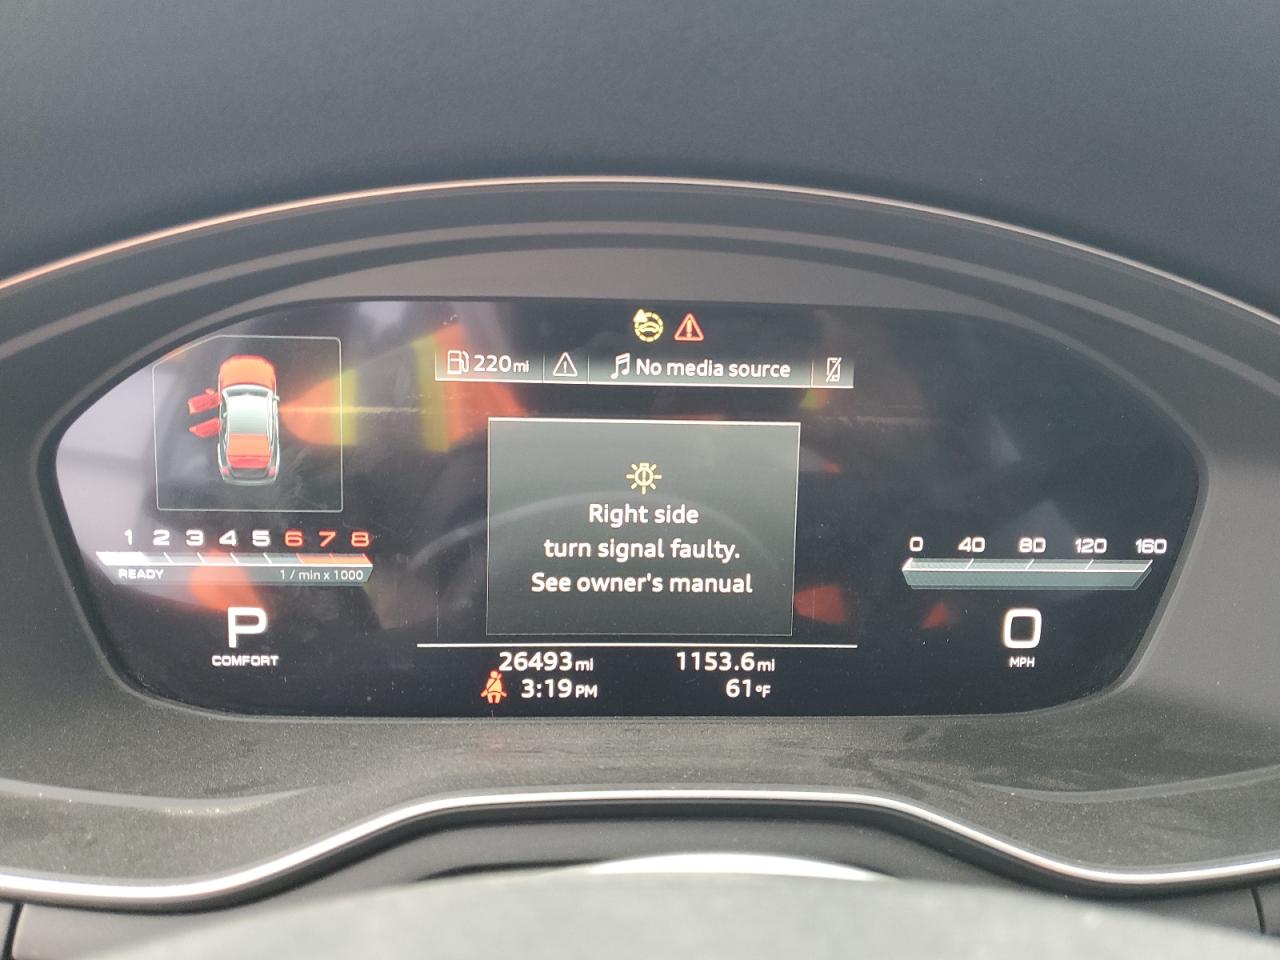 220mi
No media source
Right side
turn signal faulty.
See owner's manual
1 2 3 4 5 6 7 8
READY
1 / min x 1000
P
COMFORT
0 40 80 120 160
0
MPH
26493mi
1153.6mi
3:19PM
61°F